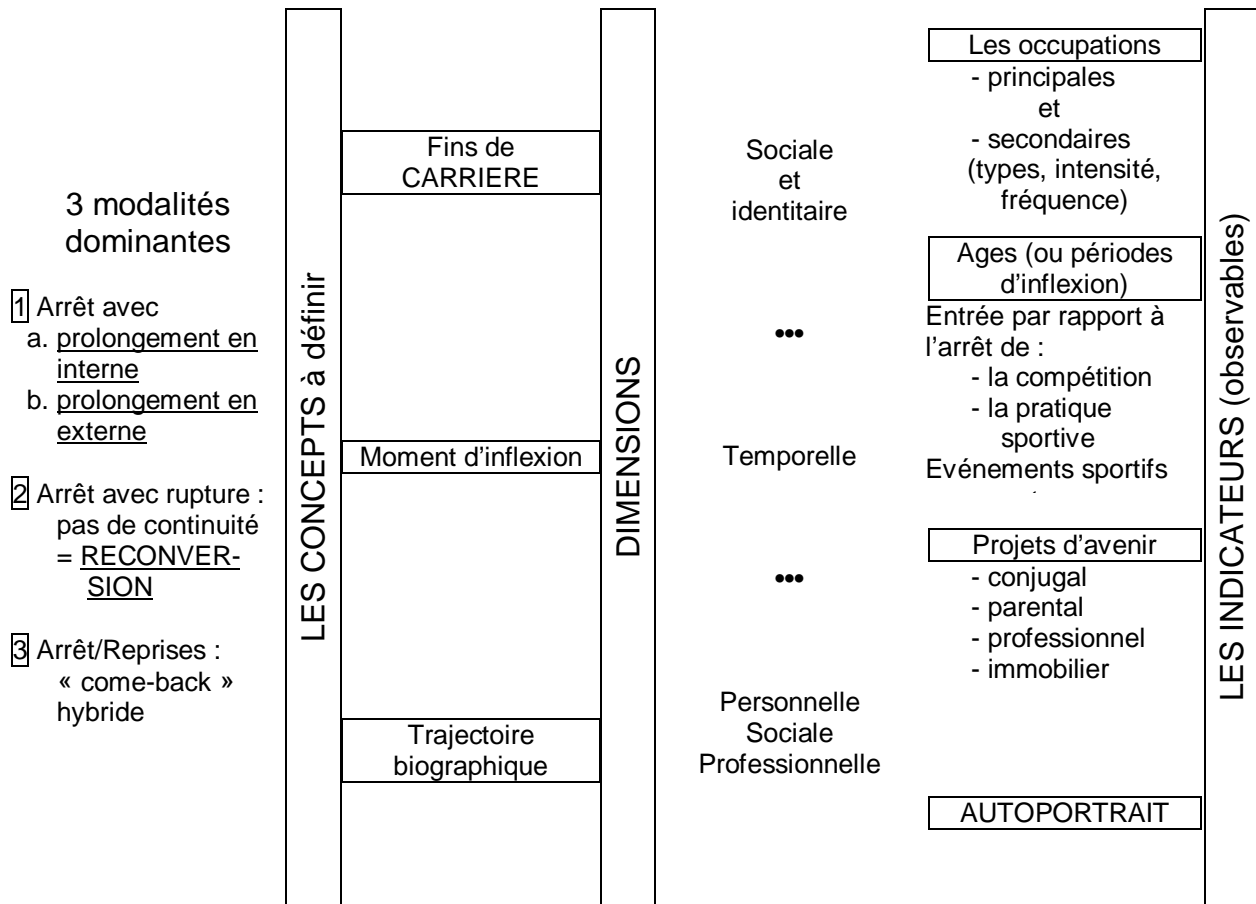 3 modalités
dominantes
1 Arrêt avec
a. prolongement en
interne
b. prolongement en
externe
2 Arrêt avec rupture :
pas de continuité
= RECONVER-
SION
3 Arrêt/Reprises :
« come-back »
hybride
LES CONCEPTS à définir
Fins de
CARRIERE
Moment d’inflexion
Trajectoire
biographique
DIMENSIONS
Sociale
et
identitaire
•••
Temporelle
•••
Personnelle
Sociale
Professionnelle
Les occupations
- principales
et
- secondaires
(types, intensité,
fréquence)
Ages (ou périodes
d’inflexion)
Entrée par rapport à
l’arrêt de :
- la compétition
- la pratique
sportive
Evénements sportifs
Projets d’avenir
- conjugal
- parental
- professionnel
- immobilier
AUTOPORTRAIT
LES INDICATEURS (observables)